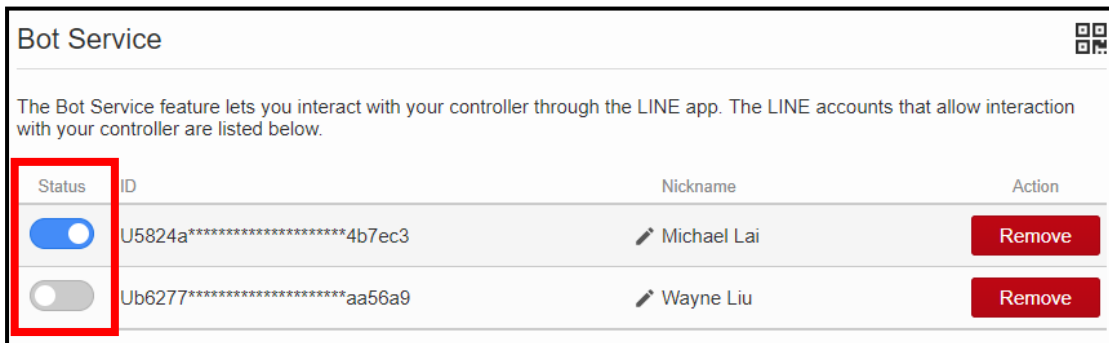 Bot Service
The Bot Service feature lets you interact with your controller through the LINE app. The LINE accounts that allow interaction
with your controller are listed below.
Status ID Nickname Action
U5824a*********************4b7ec3 Michael Lai Remove
Ub6277*********************aa56a9 Wayne Liu Remove